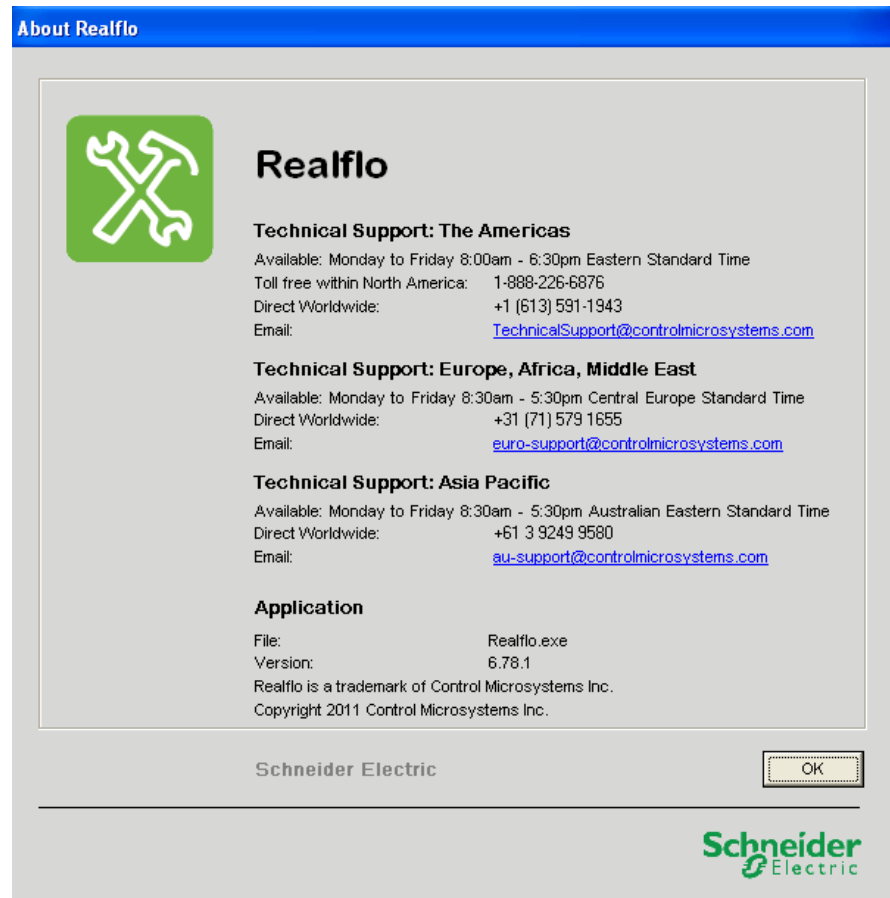 About Realflo
Realflo
Technical Support: The Americas
Available: Monday to Friday 8:00am - 6:30pm Eastern Standard Time
Toll free within North America: 1-888-226-6876
Direct Worldwide: +1 (613) 591-1943
Email: TechnicalSupport@controlmicrosystems.com
Technical Support: Europe, Africa, Middle East
Available: Monday to Friday 8:30am - 5:30pm Central Europe Standard Time
Direct Worldwide: +31 (71) 579 1655
Email: euro-support@controlmicrosystems.com
Technical Support: Asia Pacific
Available: Monday to Friday 8:30am - 5:30pm Australian Eastern Standard Time
Direct Worldwide: +61 3 9249 9580
Email: au-support@controlmicrosystems.com
Application
File: Realflo.exe
Version: 6.78.1
Realflo is a trademark of Control Microsystems Inc.
Copyright 2011 Control Microsystems Inc.
Schneider Electric
OK
Schneider
Electric